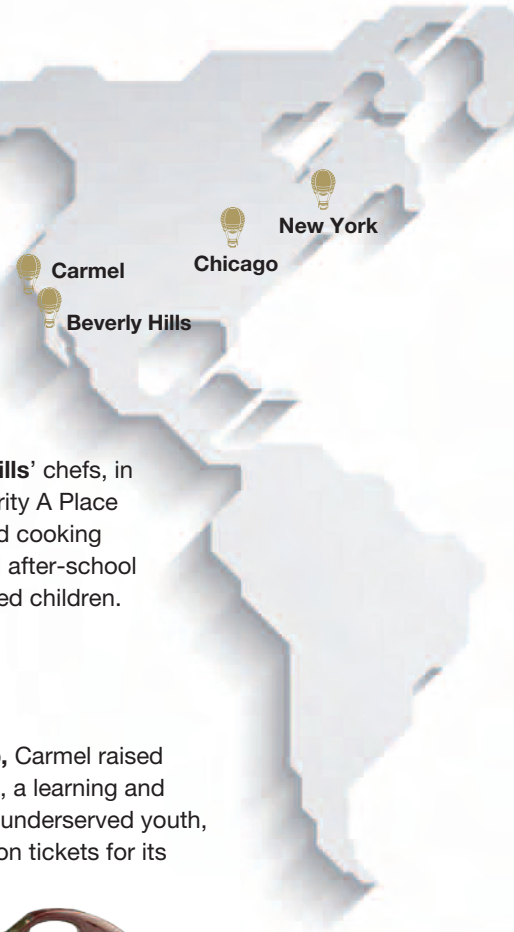 New York
Chicago
Carmel
Beverly Hills
ills’ chefs, in
rity A Place
d cooking
after-school
ed children.
, Carmel raised
, a learning and
underserved youth,
on tickets for its